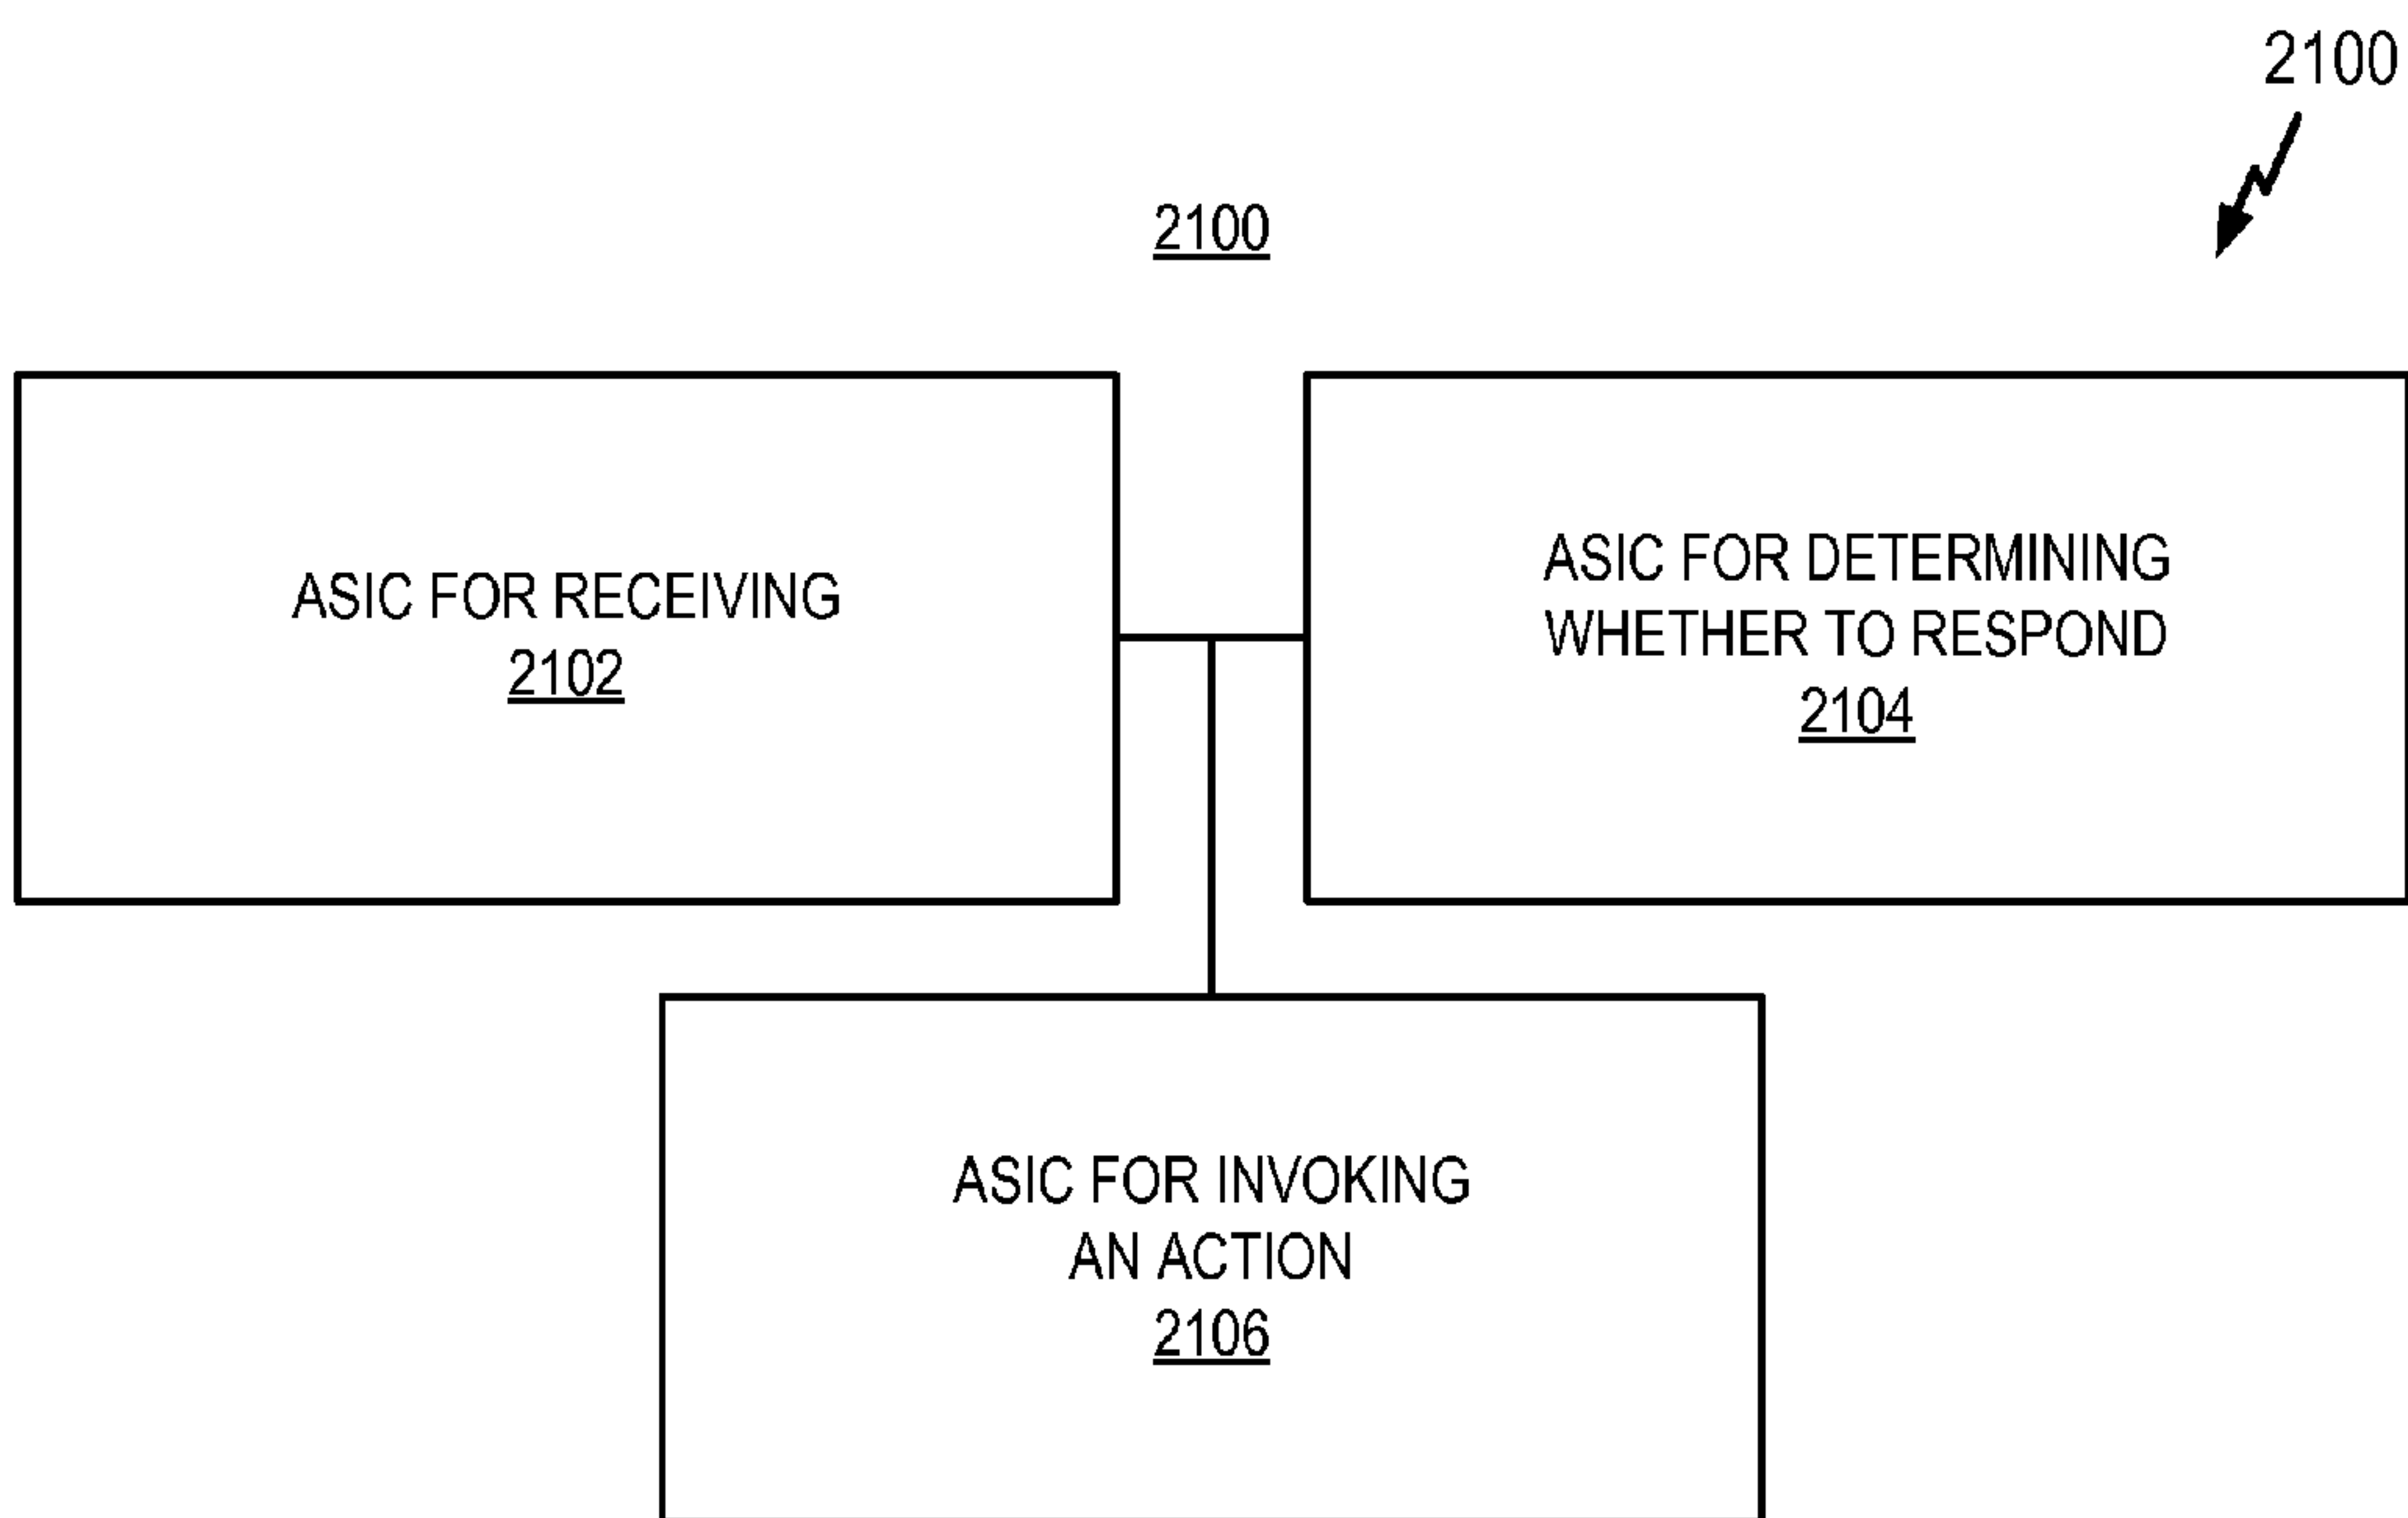 2100
2100
ASIC FOR RECEIVING
2102
ASIC FOR DETERMINING
WHETHER TO RESPOND
2104
ASIC FOR INVOKING
AN ACTION
2106